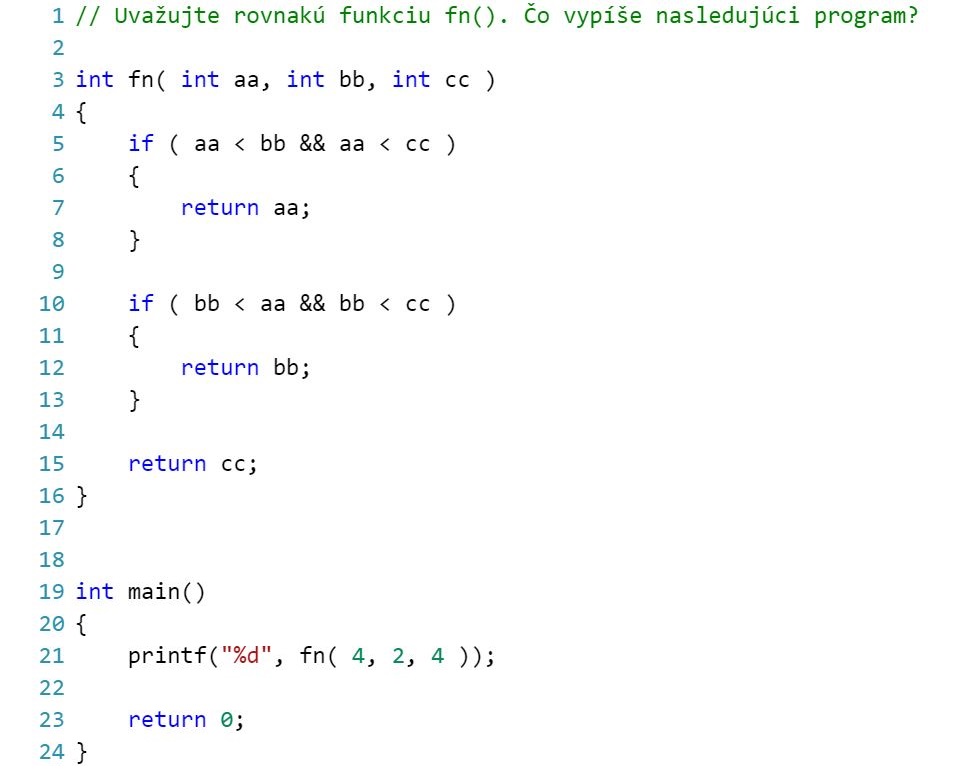 1 // Uvažujte rovnakú funkciu fn(). Čo vypíše nasledujúci program?
2
3 int fn( int aa, int bb, int cc )
4 {
5     if ( aa < bb && aa < cc )
6     {
7         return aa;
8     }
9
10     if ( bb < aa && bb < cc )
11     {
12         return bb;
13     }
14
15     return cc;
16 }
17
18
19 int main()
20 {
21     printf("%d", fn( 4, 2, 4 ));
22
23     return 0;
24 }